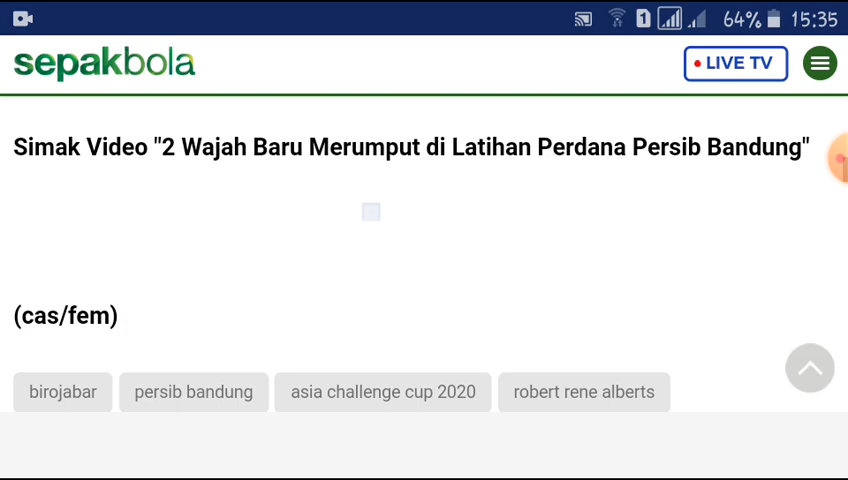 1 64% 15:35
sepakbola
LIVE TV
Simak Video "2 Wajah Baru Merumput di Latihan Perdana Persib Bandung"
(cas/fem)
birojabar persib bandung asia challenge cup 2020 robert rene alberts